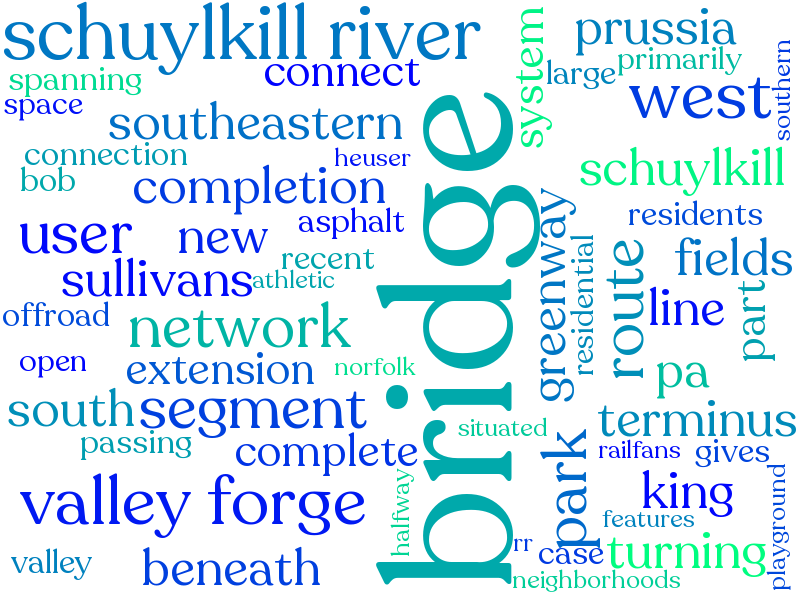 schuylkill river
prussia
system
primarily
connect
large
spanning
west
southern
space
southeastern
bridge
connection
heuser
schuylkill
bob
completion
residents
asphalt
user
new
greenway
recent
residential
route
fields
sullivans
athletic
line
part
offroad
network
open
extension
norfolk
pa
south
segment
situated
terminus
passing
complete
park
railfans
gives
valley forge
halfway
king
playground
features
rr
case
turning
valley
beneath
neighborhoods